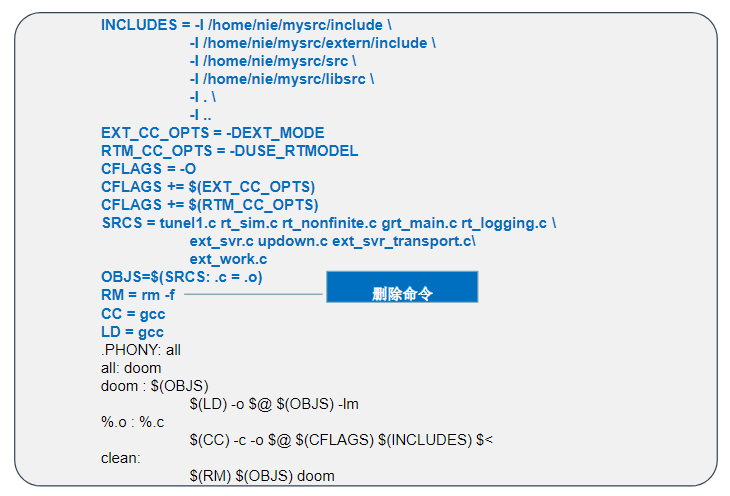 INCLUDES = -I /home/nie/mysrc/include \
-I /home/nie/mysrc/extern/include \
-I /home/nie/mysrc/src \
-I /home/nie/mysrc/libsrc \
-I . \
-I ..
EXT_CC_OPTS = -DEXT_MODE
RTM_CC_OPTS = -DUSE_RTMODEL
CFLAGS = -O
CFLAGS += $(EXT_CC_OPTS)
CFLAGS += $(RTM_CC_OPTS)
SRCS = tunel1.c rt_sim.c rt_nonfinite.c grt_main.c rt_logging.c \
ext_svr.c updown.c ext_svr_transport.c\
ext_work.c
OBJS=$(SRCS: .c = .o)
RM = rm -f
删除命令
CC = gcc
LD = gcc
.PHONY: all
all: doom
doom : $(OBJS)
$(LD) -o $@ $(OBJS) -lm
%.o : %.c
$(CC) -c -o $@ $(CFLAGS) $(INCLUDES) $<
clean:
$(RM) $(OBJS) doom